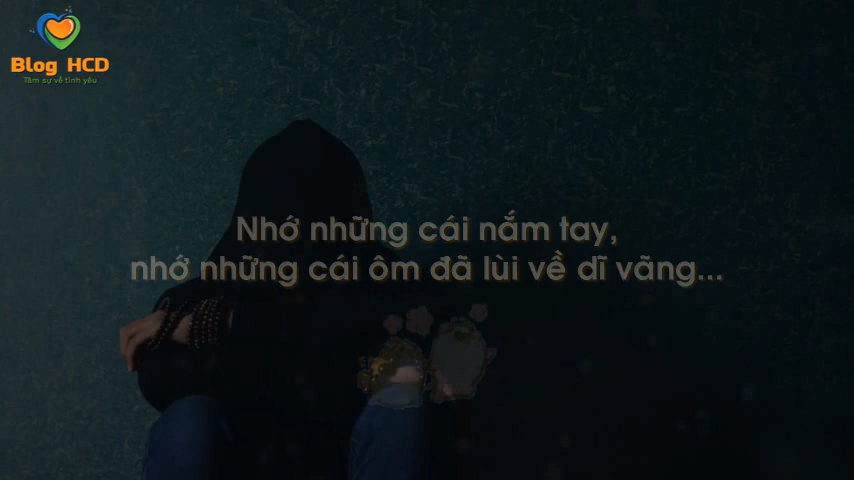 Blog HCD
Tâm sự về tình yêu
Nhớ những cái nắm tay,
nhớ những cái ôm đã lùi về dĩ vãng...